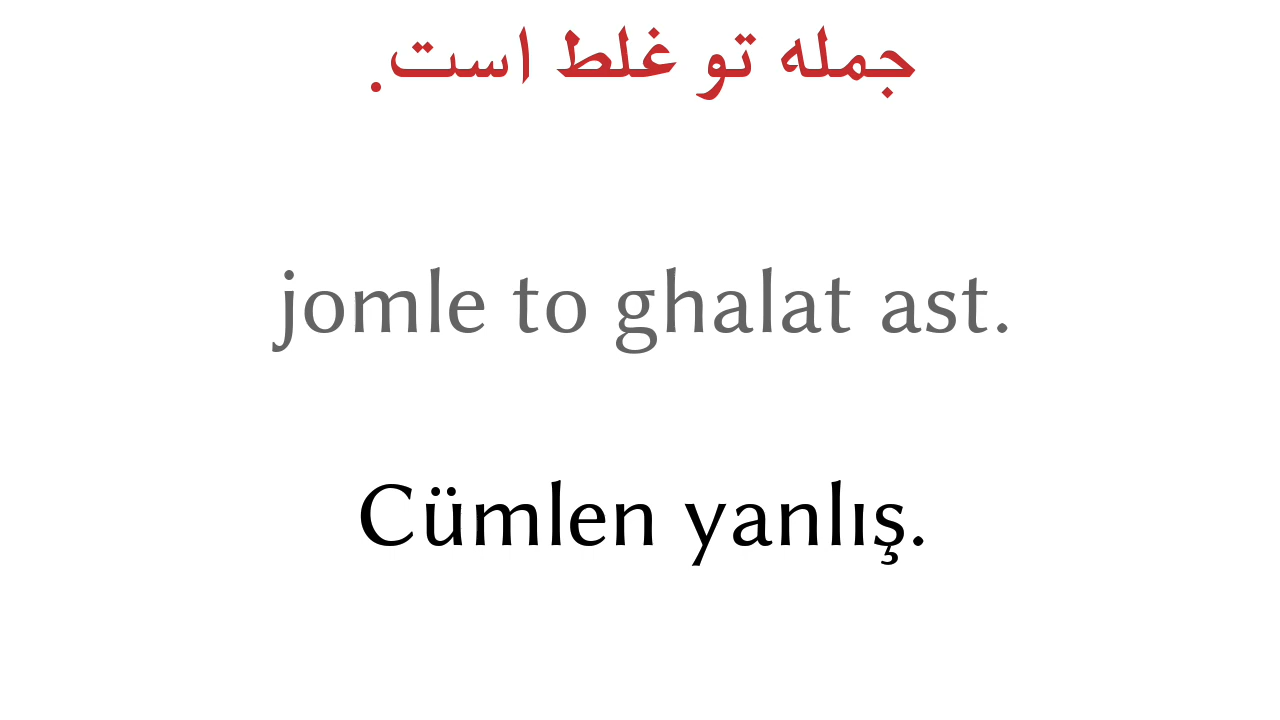 جمله تو غلط است.
jomle to ghalat ast.
Cümlen yanlış.